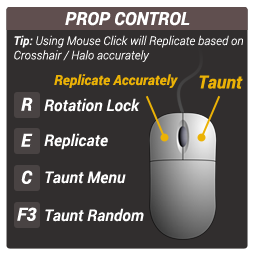 PROP CONTROL
Tip: Using Mouse Click will Replicate based on
Crosshair / Halo accurately
Replicate Accurately
Taunt
R Rotation Lock
E Replicate
C Taunt Menu
F3 Taunt Random